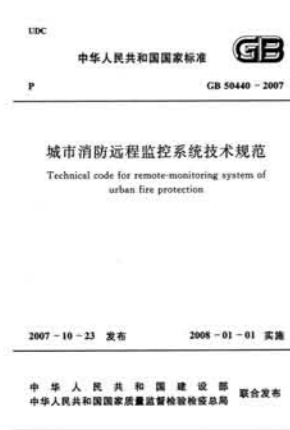 UDC
中华人民共和国国家标准 GB
P GB 50440-2007
城市消防远程监控系统技术规范
Technical code for remote-monitoring system of
urban fire protection
2007-10-23 发布 2008-01-01 实施
中华人民共和国建设部
中华人民共和国国家质量监督检验检疫总局 联合发布